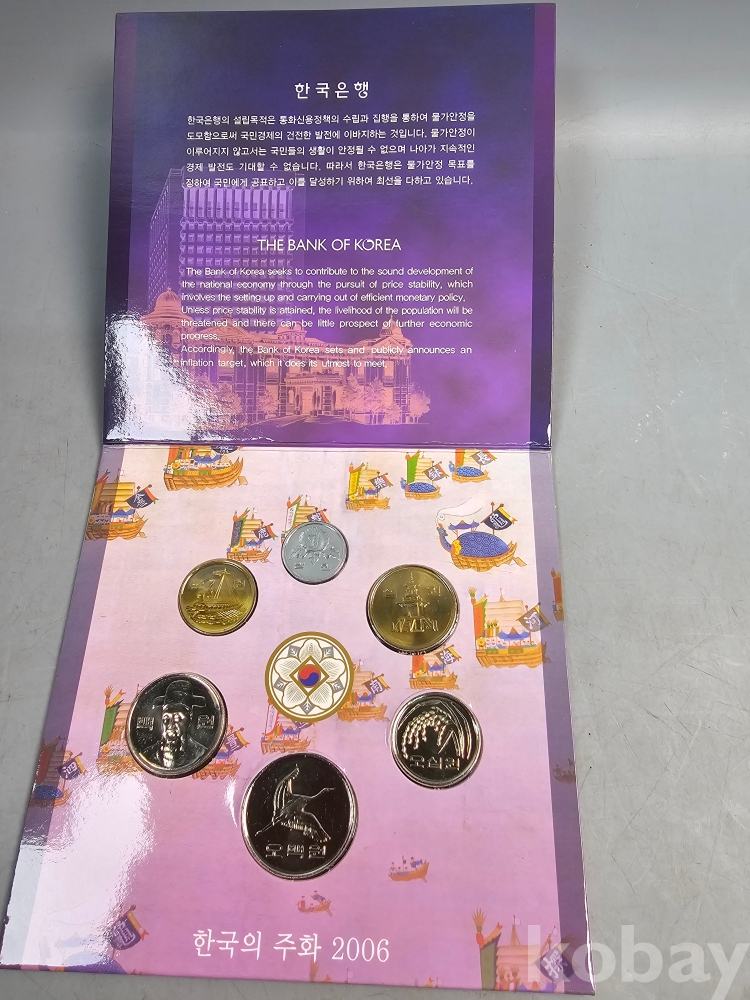 한국은행
한국은행의 설립목적은 통화신용정책의 수립과 집행을 통하여 물가안정을
도모함으로써 국민경제의 건전한 발전에 이바지하는 것입니다. 물가안정이
이루어지지 않고서는 국민들의 생활이 안정될 수 없으며 나아가 지속적인
경제 발전도 기대할 수 없습니다. 따라서 한국은행은 물가안정 목표를
정하여 국민에게 공표하고 이를 달성하기 위하여 최선을 다하고 있습니다.
THE BANK OF KOREA
The Bank of Korea seeks to contribute to the sound development of
the national economy through the pursuit of price stability, which
involves the setting up and carrying out of efficient monetary policy.
Unless price stability is attained, the livelihood of the population will be
threatened and there can be little prospect of further economic
progress.
Accordingly, the Bank of Korea sets and publicly announces an
inflation target, which it does its utmost to meet.
일 원
백 원
오십원
오백원
한국의 주화 2006
kobay